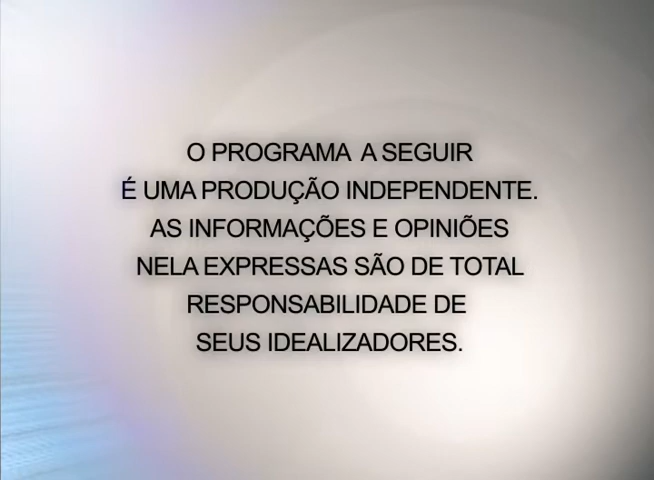 O PROGRAMA A SEGUIR
É UMA PRODUÇÃO INDEPENDENTE.
AS INFORMAÇÕES E OPINIÕES
NELA EXPRESSAS SÃO DE TOTAL
RESPONSABILIDADE DE
SEUS IDEALIZADORES.